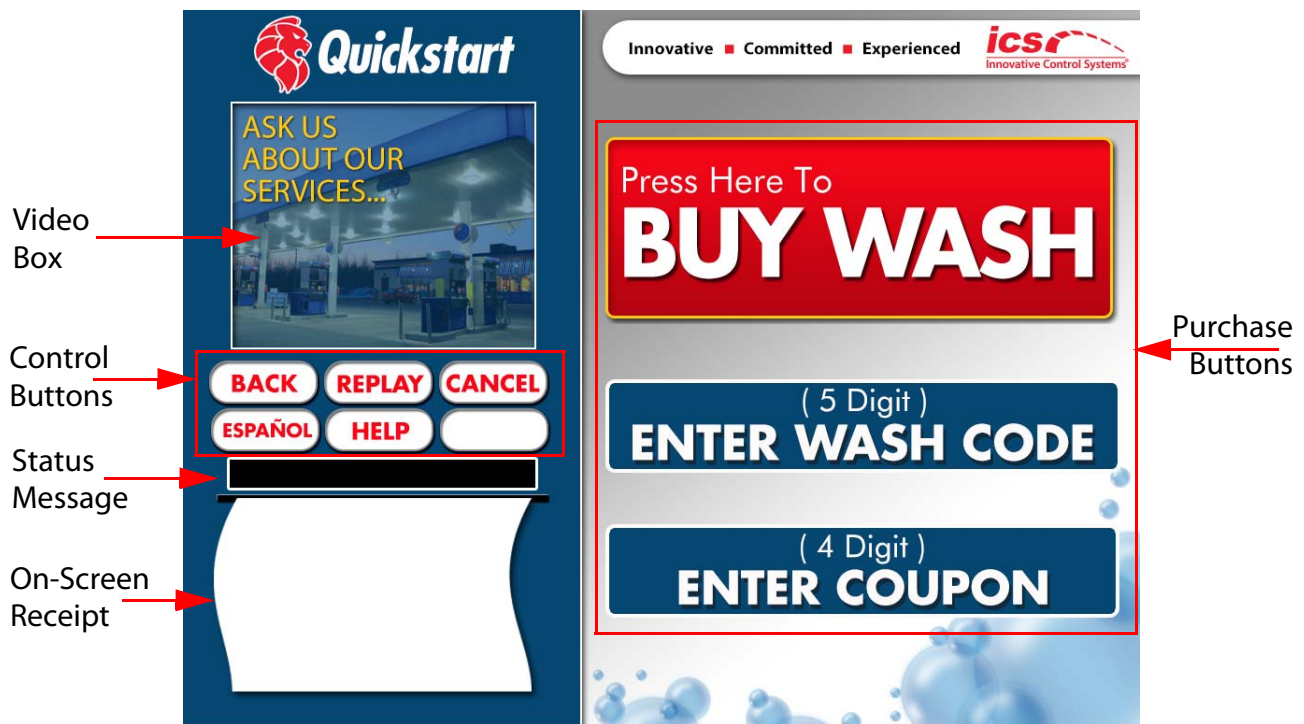 Quickstart
Innovative ■ Committed ■ Experienced
ics
Innovative Control Systems®
ASK US
ABOUT OUR
SERVICES...
Video
Box
Control
Buttons
BACK
REPLAY
CANCEL
ESPAÑOL
HELP
Status
Message
On-Screen
Receipt
Press Here To
BUY WASH
( 5 Digit )
ENTER WASH CODE
( 4 Digit )
ENTER COUPON
Purchase
Buttons